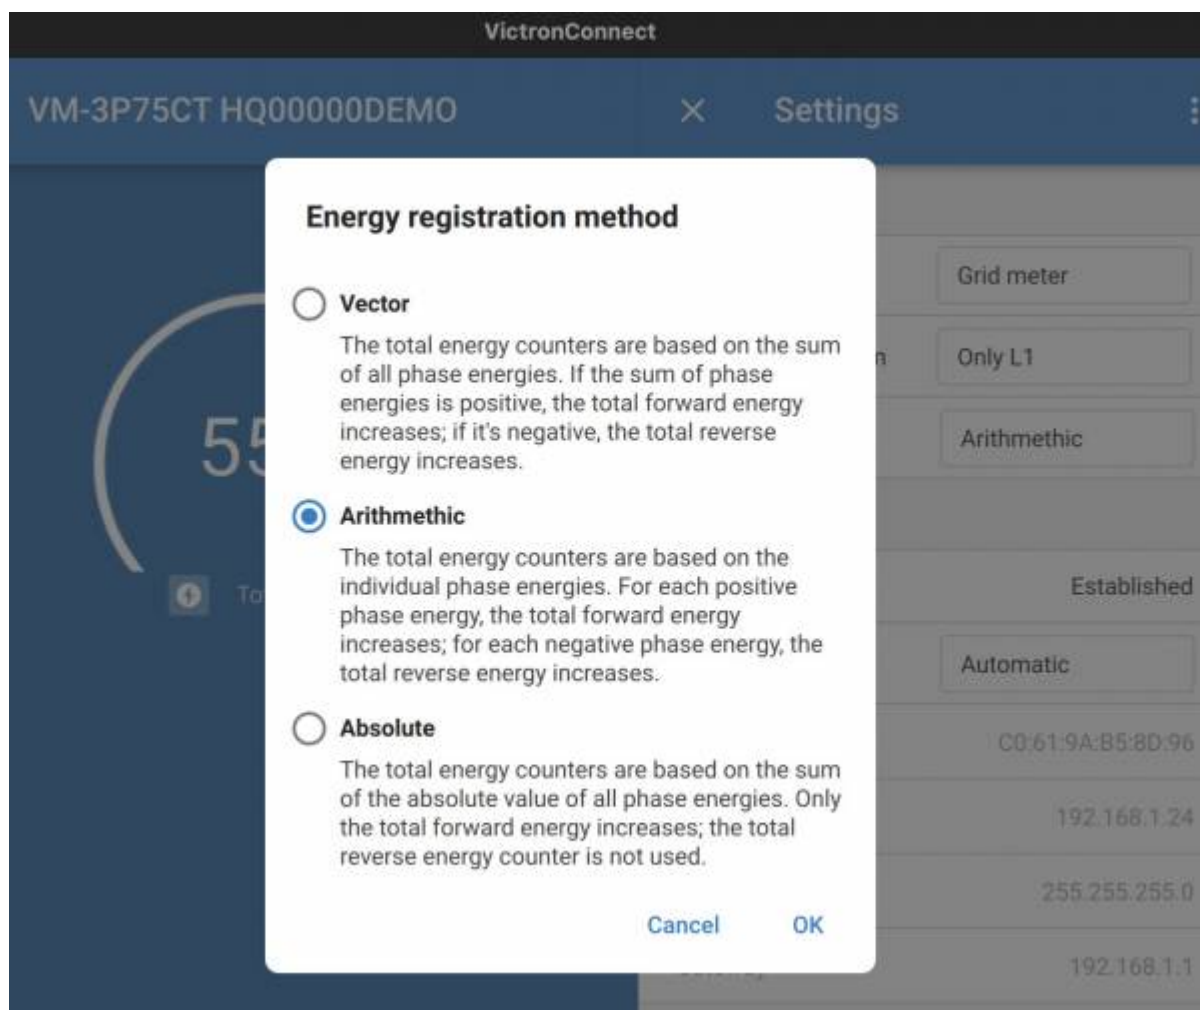 VictronConnect
VM-3P75CT HQ00000DEMO
Settings
Energy registration method
Vector
The total energy counters are based on the sum
of all phase energies. If the sum of phase
energies is positive, the total forward energy
increases; if it's negative, the total reverse
energy increases.
Arithmethic
The total energy counters are based on the
individual phase energies. For each positive
phase energy, the total forward energy
increases; for each negative phase energy, the
total reverse energy increases.
Absolute
The total energy counters are based on the sum
of the absolute value of all phase energies. Only
the total forward energy increases; the total
reverse energy counter is not used.
Cancel
OK
55
To
Grid meter
Only L1
Arithmethic
Established
Automatic
C0:61:9A:B5:8D:96
192.168.1.24
255.255.255.0
192.168.1.1